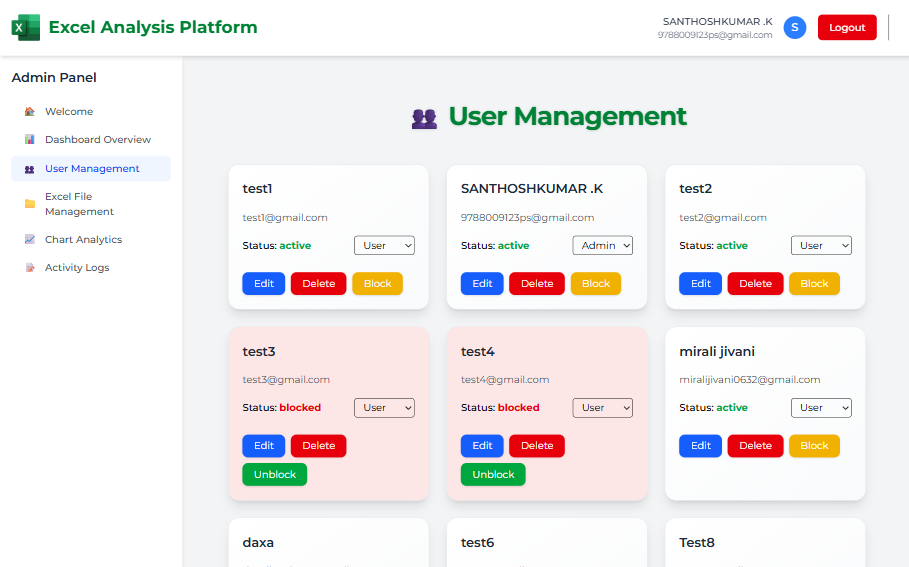 X
Excel Analysis Platform
SANTHOSHKUMAR .K
9788009123ps@gmail.com
S
Logout
Admin Panel
Welcome
Dashboard Overview
User Management
Excel File
Management
Chart Analytics
Activity Logs
User Management
test1
test1@gmail.com
Status: active
User
Edit
Delete
Block
SANTHOSHKUMAR .K
9788009123ps@gmail.com
Status: active
Admin
Edit
Delete
Block
test2
test2@gmail.com
Status: active
User
Edit
Delete
Block
test3
test3@gmail.com
Status: blocked
User
Edit
Delete
Unblock
test4
test4@gmail.com
Status: blocked
User
Edit
Delete
Unblock
mirali jivani
miralijivani0632@gmail.com
Status: active
User
Edit
Delete
Block
daxa
test6
Test8